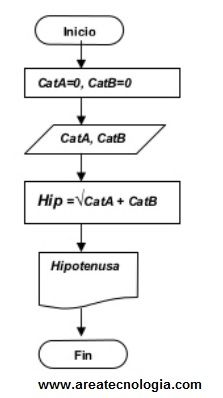 Inicio
CatA=0, CatB=0
CatA, CatB
Hip =√CatA + CatB
Hipotenusa
Fin
www.areatecnologia.com